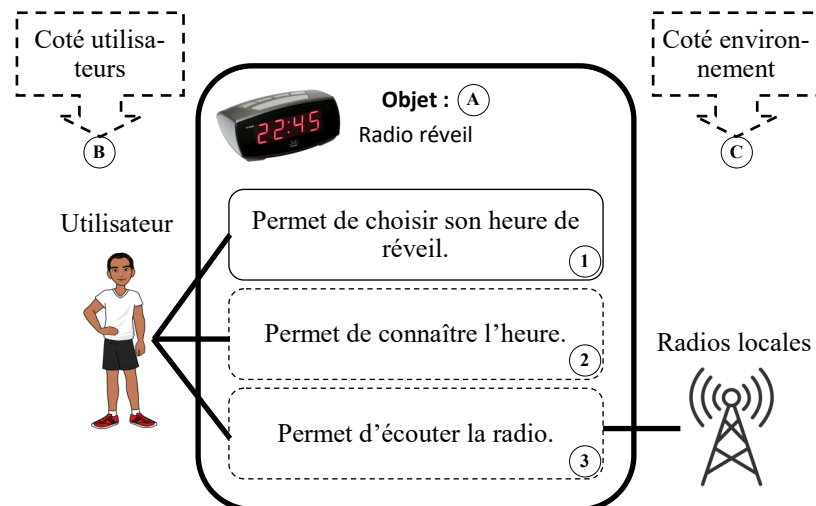 Coté utilisa-
teurs
B
Objet : A
Radio réveil
22:45
Coté environ-
nement
C
Utilisateur
Permet de choisir son heure de
réveil.
1
Permet de connaître l’heure.
2
Permet d’écouter la radio.
3
Radios locales